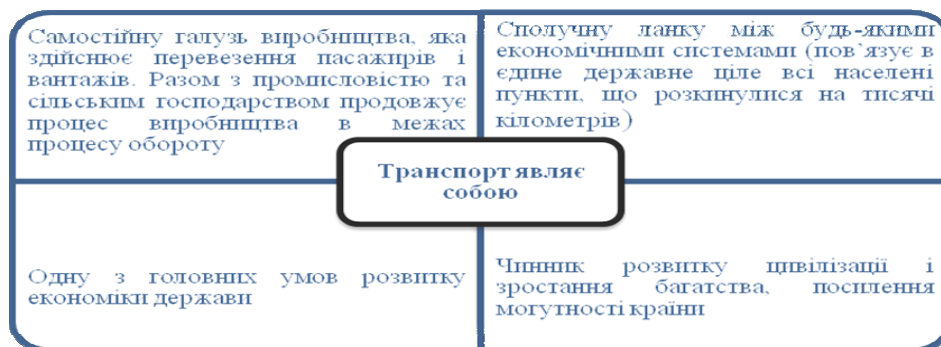 Самостійну галузь виробництва, яка
здійснює перевезення пасажирів і
вантажів. Разом з промисловістю та
сільським господарством продовжує
процес виробництва в межах
процесу обороту
Сполучну ланку між будь-якими
економічними системами (пов`язує в
єдине державне ціле всі населені
пункти, що розкинулися на тисячі
кілометрів)
Транспорт являє
собою
Одну з головних умов розвитку
економіки держави
Чинник розвитку цивілізації і
зростання багатства, посилення
могутності країни